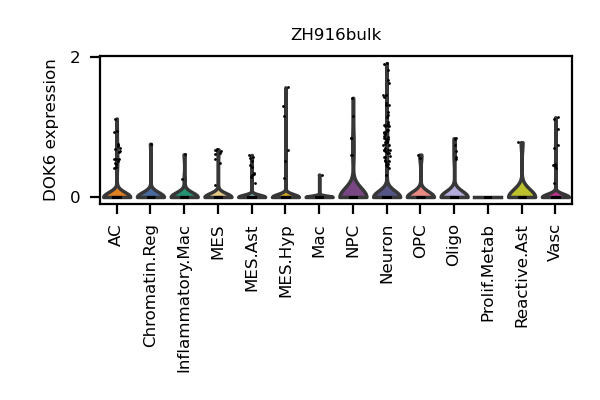 ZH916bulk
DOK6 expression
2
0
AC
Chromatin.Reg
Inflammatory.Mac
MES
MES.Ast
MES.Hyp
Mac
NPC
Neuron
OPC
Oligo
Prolif.Metab
Reactive.Ast
Vasc